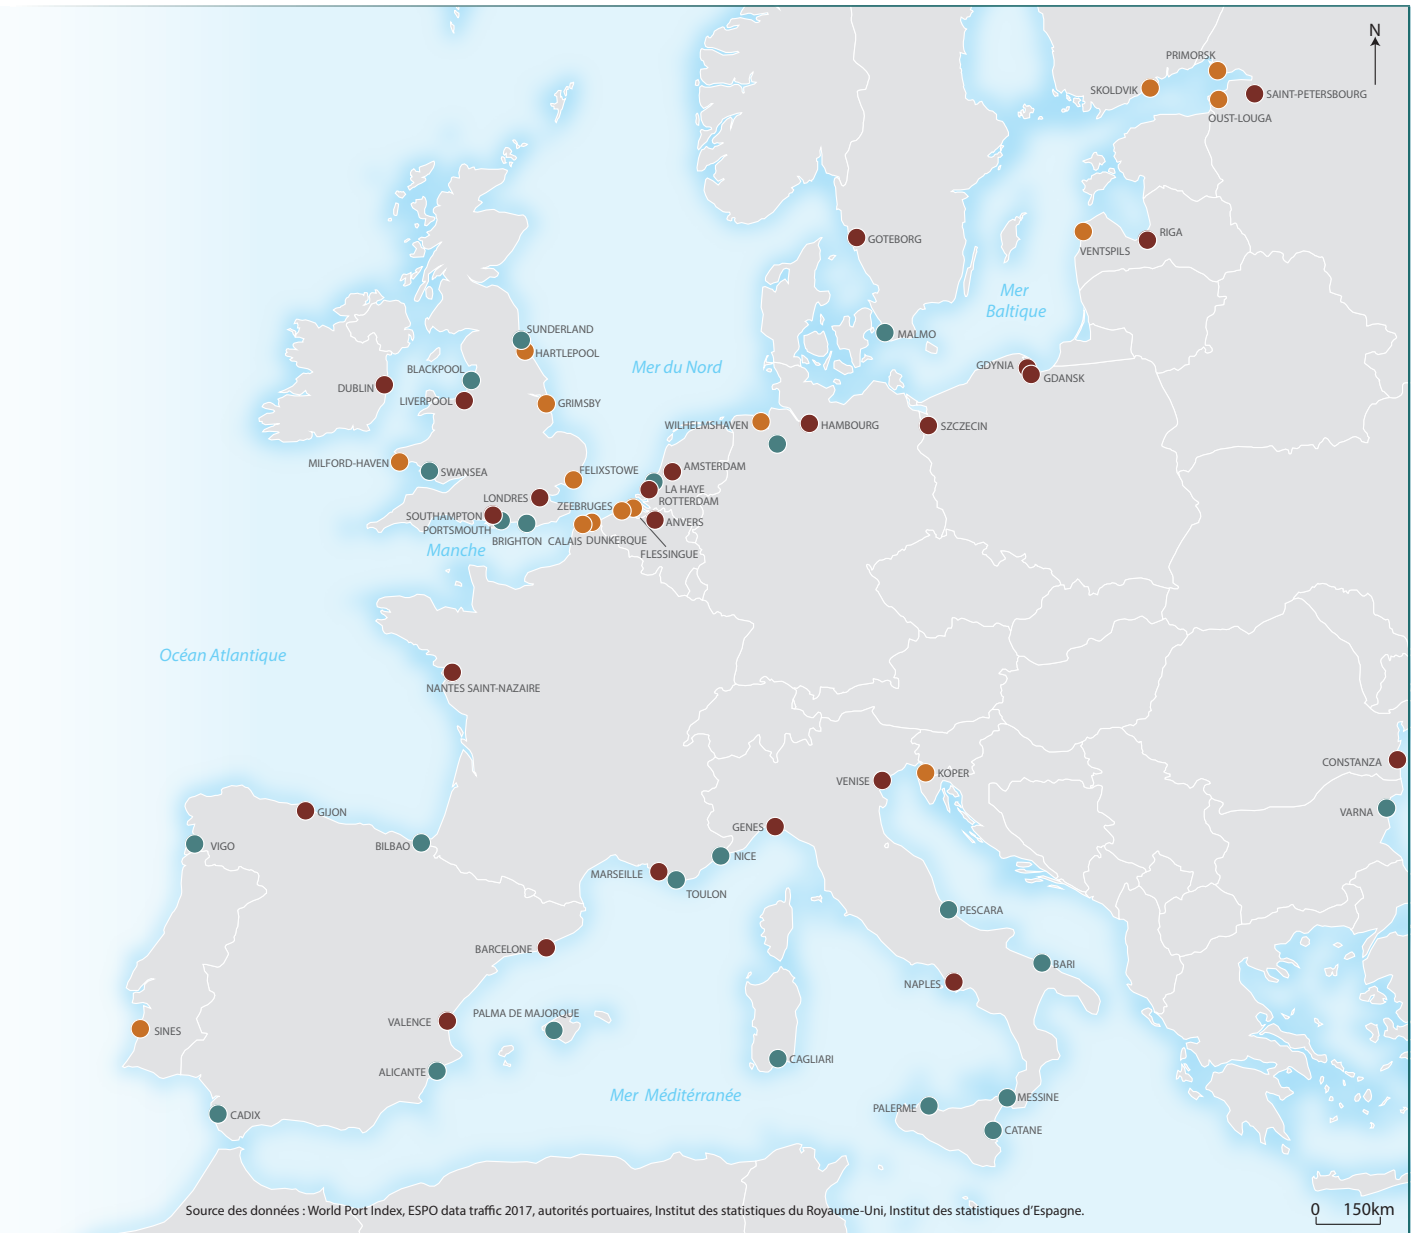 N
PRIMORSK
SKOLDVIK
SAINT-PETERSBOURG
OUST-LOUGA
GOTEBORG
RIGA
VENTSPILS
Mer
Baltique
SUNDERLAND
MALMO
HARTLEPOOL
Mer du Nord
BLACKPOOL
GDYNIA
GDANSK
DUBLIN
LIVERPOOL
GRIMSBY
WILHELMSHAVEN
HAMBOURG
SZCZECIN
MILFORD-HAVEN
SWANSEA
FELIXSTOWE
AMSTERDAM
LA HAYE
LONDRES
ROTTERDAM
ZEEBRUGES
SOUTHAMPTON
ANVERS
PORTSMOUTH
BRIGHTON
CALAIS
DUNKERQUE
Manche
FLESSINGUE
Océan Atlantique
NANTES SAINT-NAZAIRE
CONSTANZA
KOPER
VENISE
GIJON
VARNA
GENES
VIGO
BILBAO
NICE
MARSEILLE
TOULON
PESCARA
BARCELONE
BARI
NAPLES
PALMA DE MAJORQUE
VALENCE
SINES
CAGLIARI
ALICANTE
Mer Méditérranée
MESSINE
PALERME
CADIX
CATANE
Source des données : World Port Index, ESPO data traffic 2017, autorités portuaires, Institut des statistiques du Royaume-Uni, Institut des statistiques d'Espagne.
0 150km